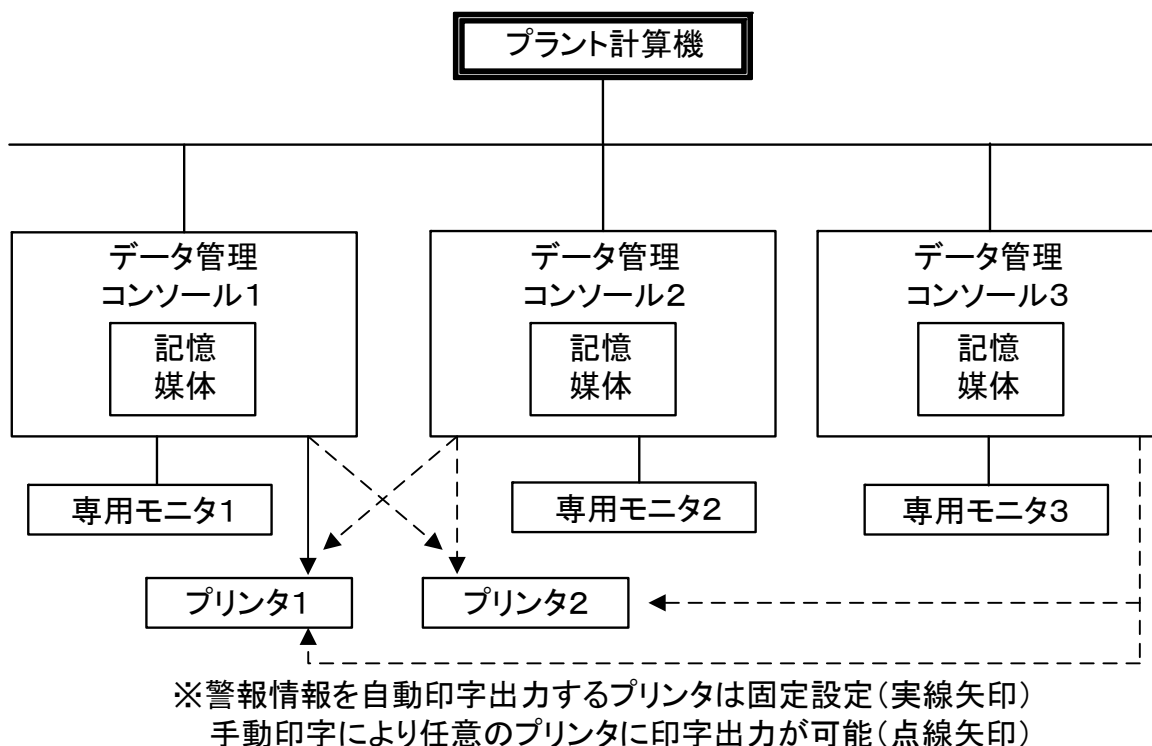 プラント計算機
データ管理
コンソール1
記憶
媒体
データ管理
コンソール2
記憶
媒体
データ管理
コンソール3
記憶
媒体
専用モニタ1
専用モニタ2
専用モニタ3
プリンタ1
プリンタ2
※警報情報を自動印字出力するプリンタは固定設定(実線矢印)
手動印字により任意のプリンタに印字出力が可能(点線矢印)